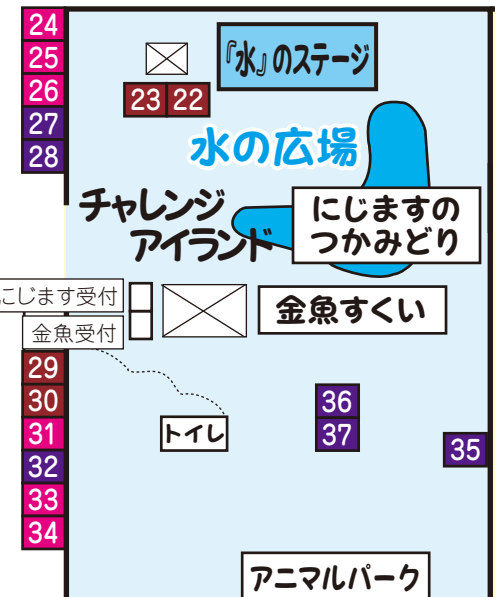 24
25
26
27
28
23 22
『水』のステージ
水の広場
チャレンジ
アイランド
にじますの
つかみどり
にじます受付
金魚受付
金魚すくい
29
30
31
32
33
34
トイレ
36
37
35
アニマルパーク